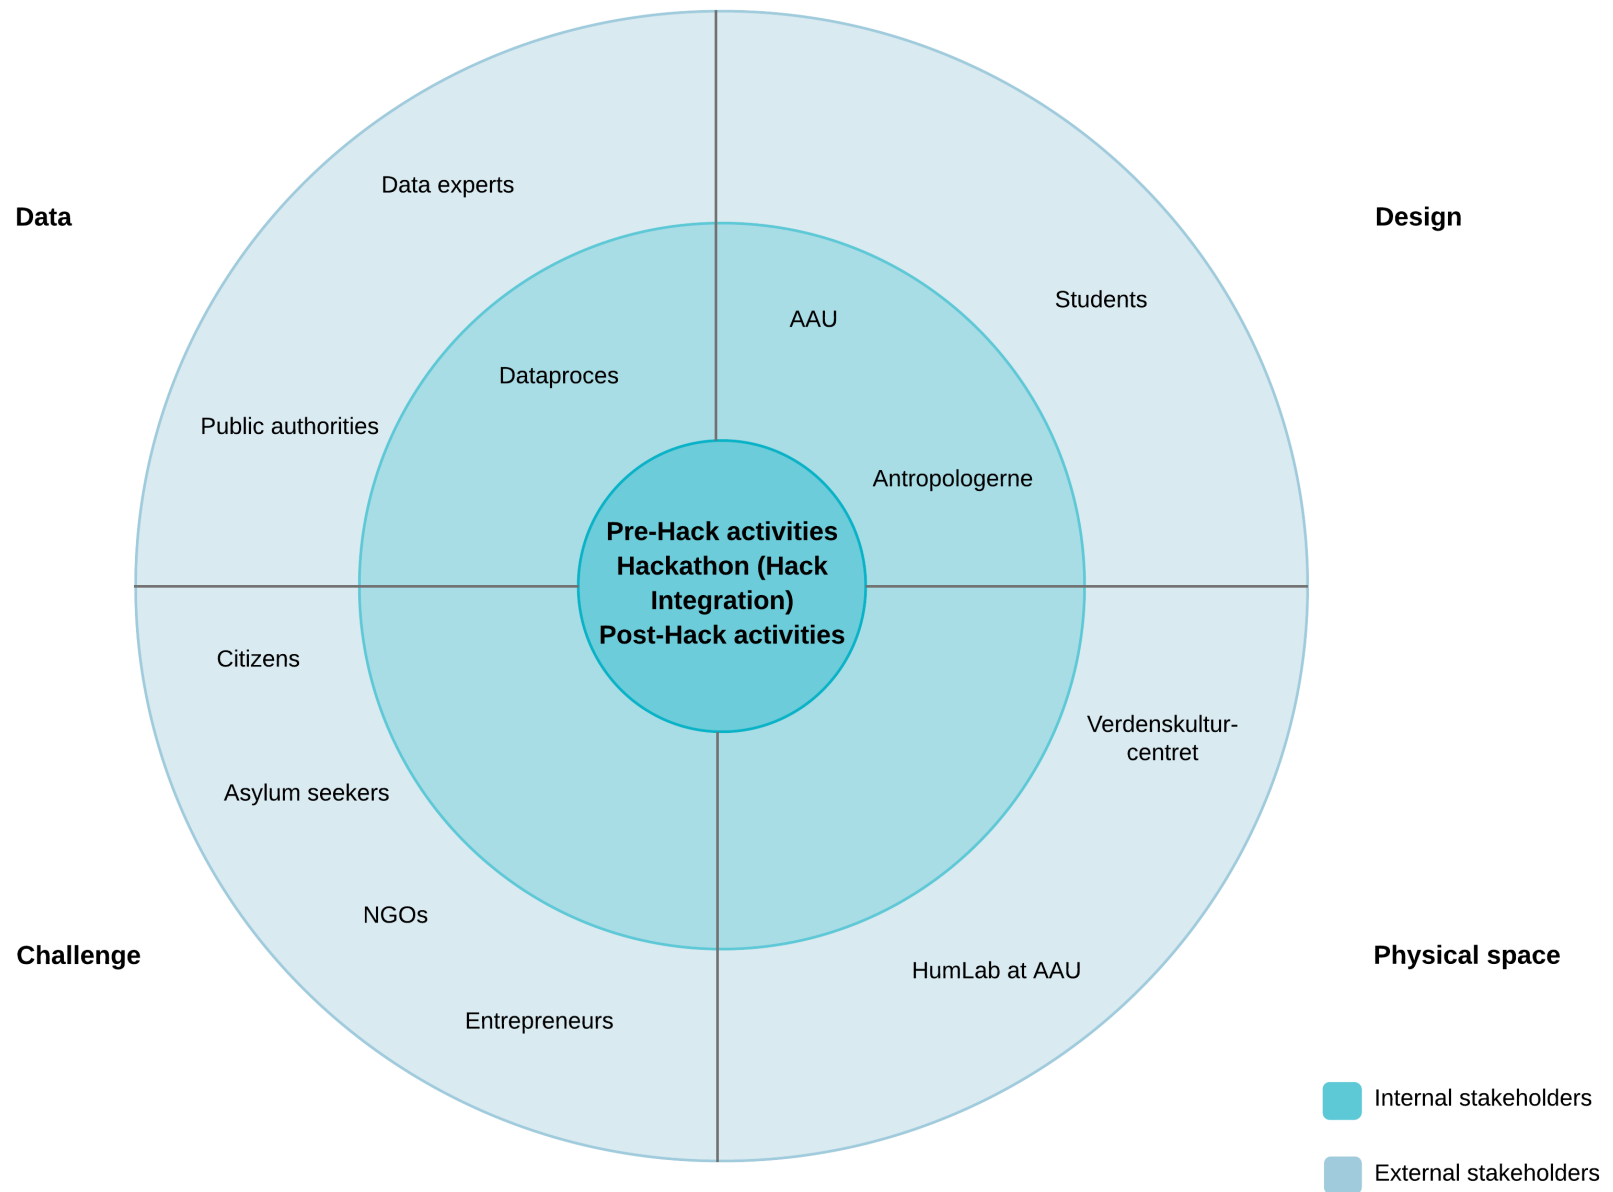 Data experts
Data
Design
Students
AAU
Dataproces
Public authorities
Antropologerne
Pre-Hack activities
Hackathon (Hack
Integration)
Post-Hack activities
Citizens
Verdenskultur-
centret
Asylum seekers
NGOs
Challenge
Physical space
HumLab at AAU
Entrepreneurs
Internal stakeholders
External stakeholders